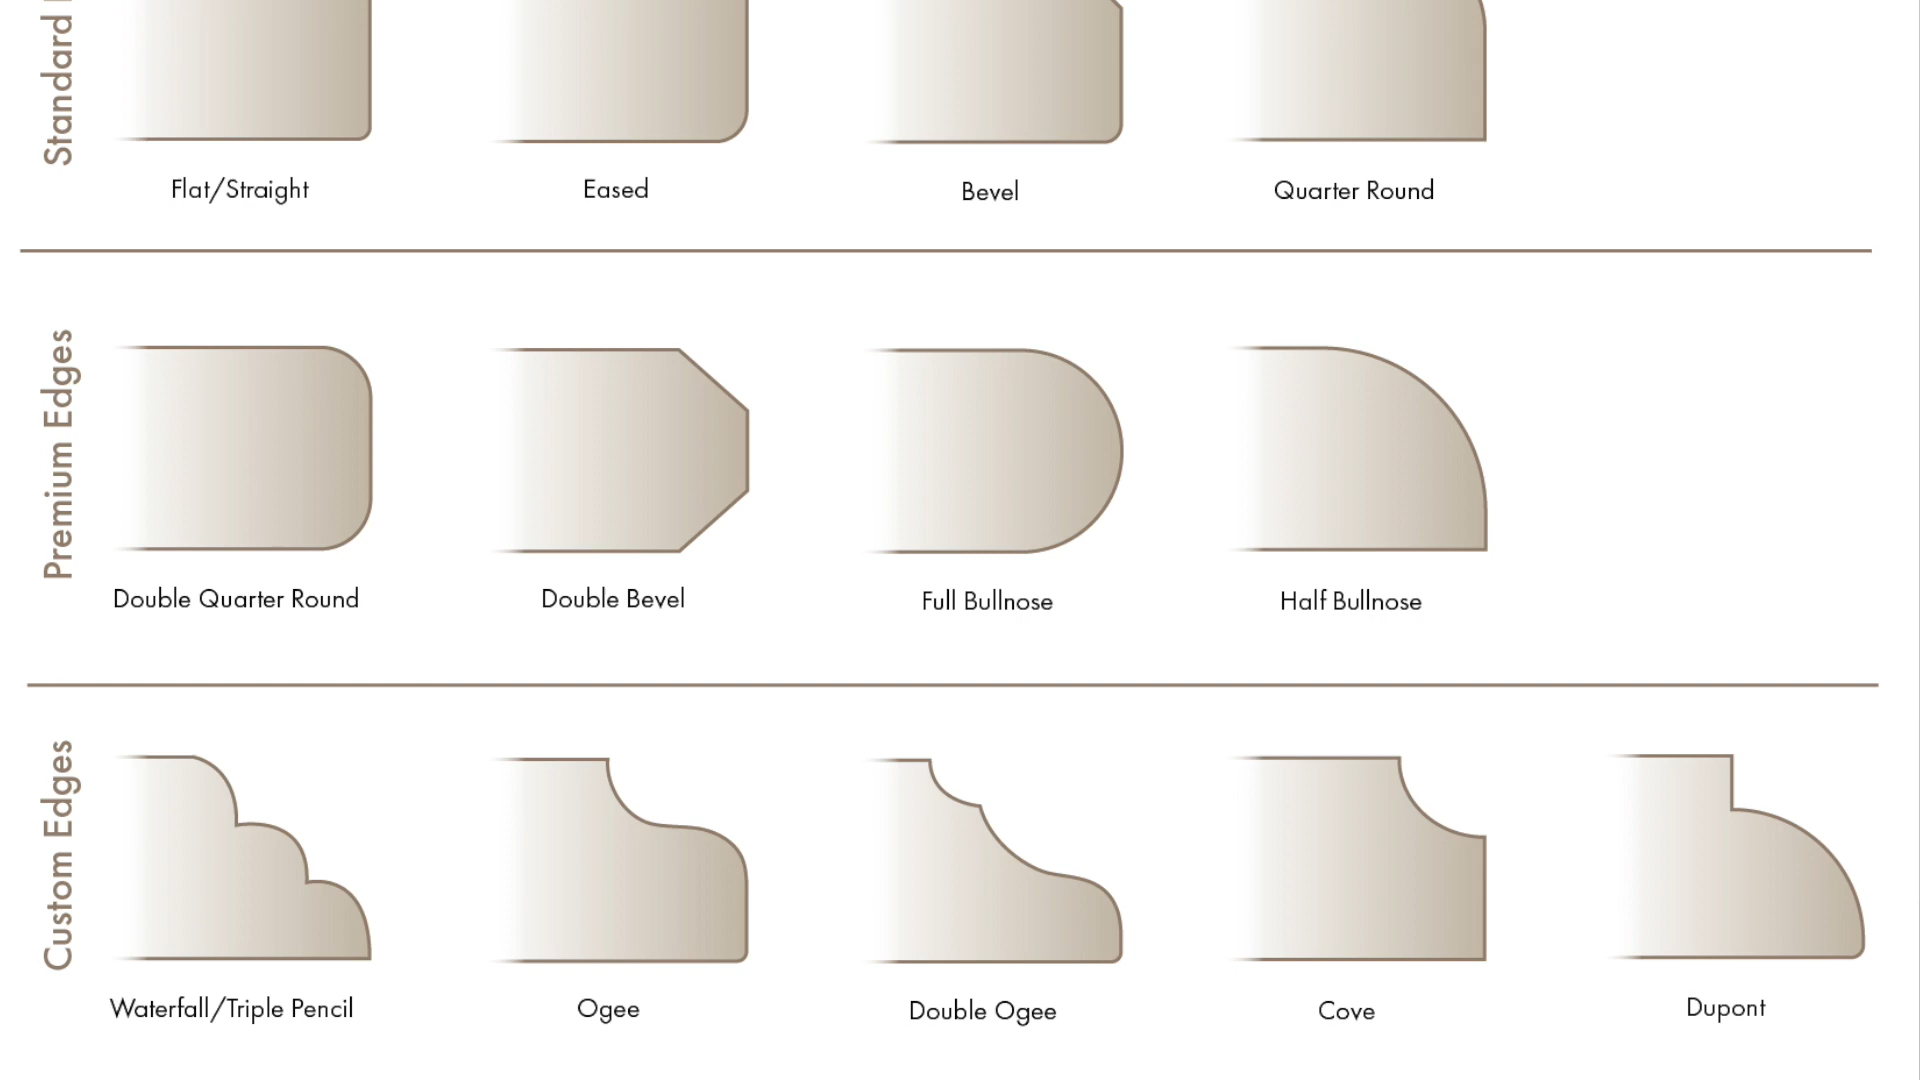 Standard
Flat/Straight
Eased
Bevel
Quarter Round
Premium Edges
Double Quarter Round
Double Bevel
Full Bullnose
Half Bullnose
Custom Edges
Waterfall/Triple Pencil
Ogee
Double Ogee
Cove
Dupont